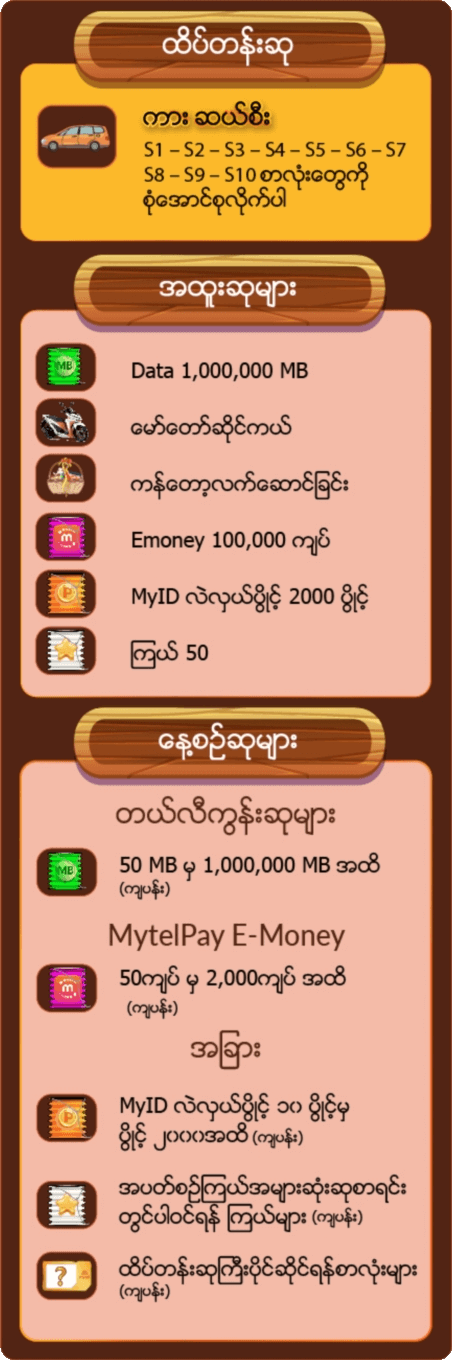 ထိပ်တန်းဆု
ကား ဆယ်စီး
S1 – S2 – S3 – S4 – S5 – S6 – S7
S8 – S9 – S10 စာလုံးတွေကို
စုံအောင်စုလိုက်ပါ
အထူးဆုများ
MB
Data 1,000,000 MB
မော်တော်ဆိုင်ကယ်
ကန်တော့လက်ဆောင်ခြင်း
Emoney 100,000 ကျပ်
MyID လဲလှယ်ပွိုင့် 2000 ပွိုင့်
ကြယ် 50
နေ့စဉ်ဆုများ
တယ်လီကွန်းဆုများ
MB
50 MB မှ 1,000,000 MB အထိ
(ကျပန်း)
MytelPay E-Money
50ကျပ် မှ 2,000ကျပ် အထိ
(ကျပန်း)
အခြား
MyID လဲလှယ်ပွိုင့် ၁၀ ပွိုင့်မှ
ပွိုင့် ၂၀၀၀အထိ (ကျပန်း)
အပတ်စဉ်ကြယ်အများဆုံးဆုစာရင်း
တွင်ပါဝင်ရန် ကြယ်များ (ကျပန်း)
?
ထိပ်တန်းဆုကြီးပိုင်ဆိုင်ရန်စာလုံးများ
(ကျပန်း)